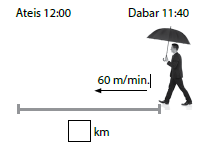 Ateis 12:00
Dabar 11:40
60 m/min.
km